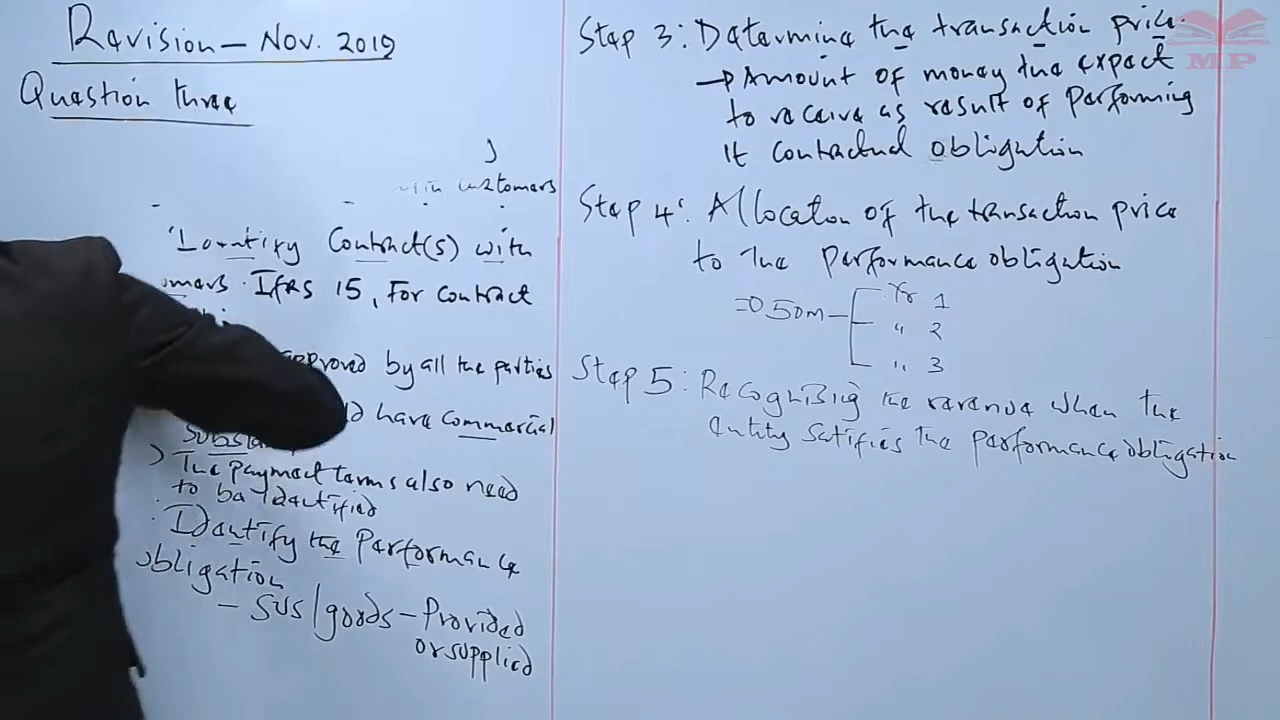 Revision - Nov. 2019
Question three
customers
Identify Contract(s) with
IFRS 15, For contract
approved by all the parties
have commercial
The payment terms also need
to be identified
Identify the performance
obligation
- SVS/goods - Provided
or supplied
Step 3: Determine the transaction price.
→ Amount of money the expect
to receive as result of performing
it contractual obligation
Step 4: Allocation of the transaction price
to the performance obligation
50m
Yr 1
" 2
" 3
Step 5: Recognising the revenue when the
entity satifies the performance obligation
MP